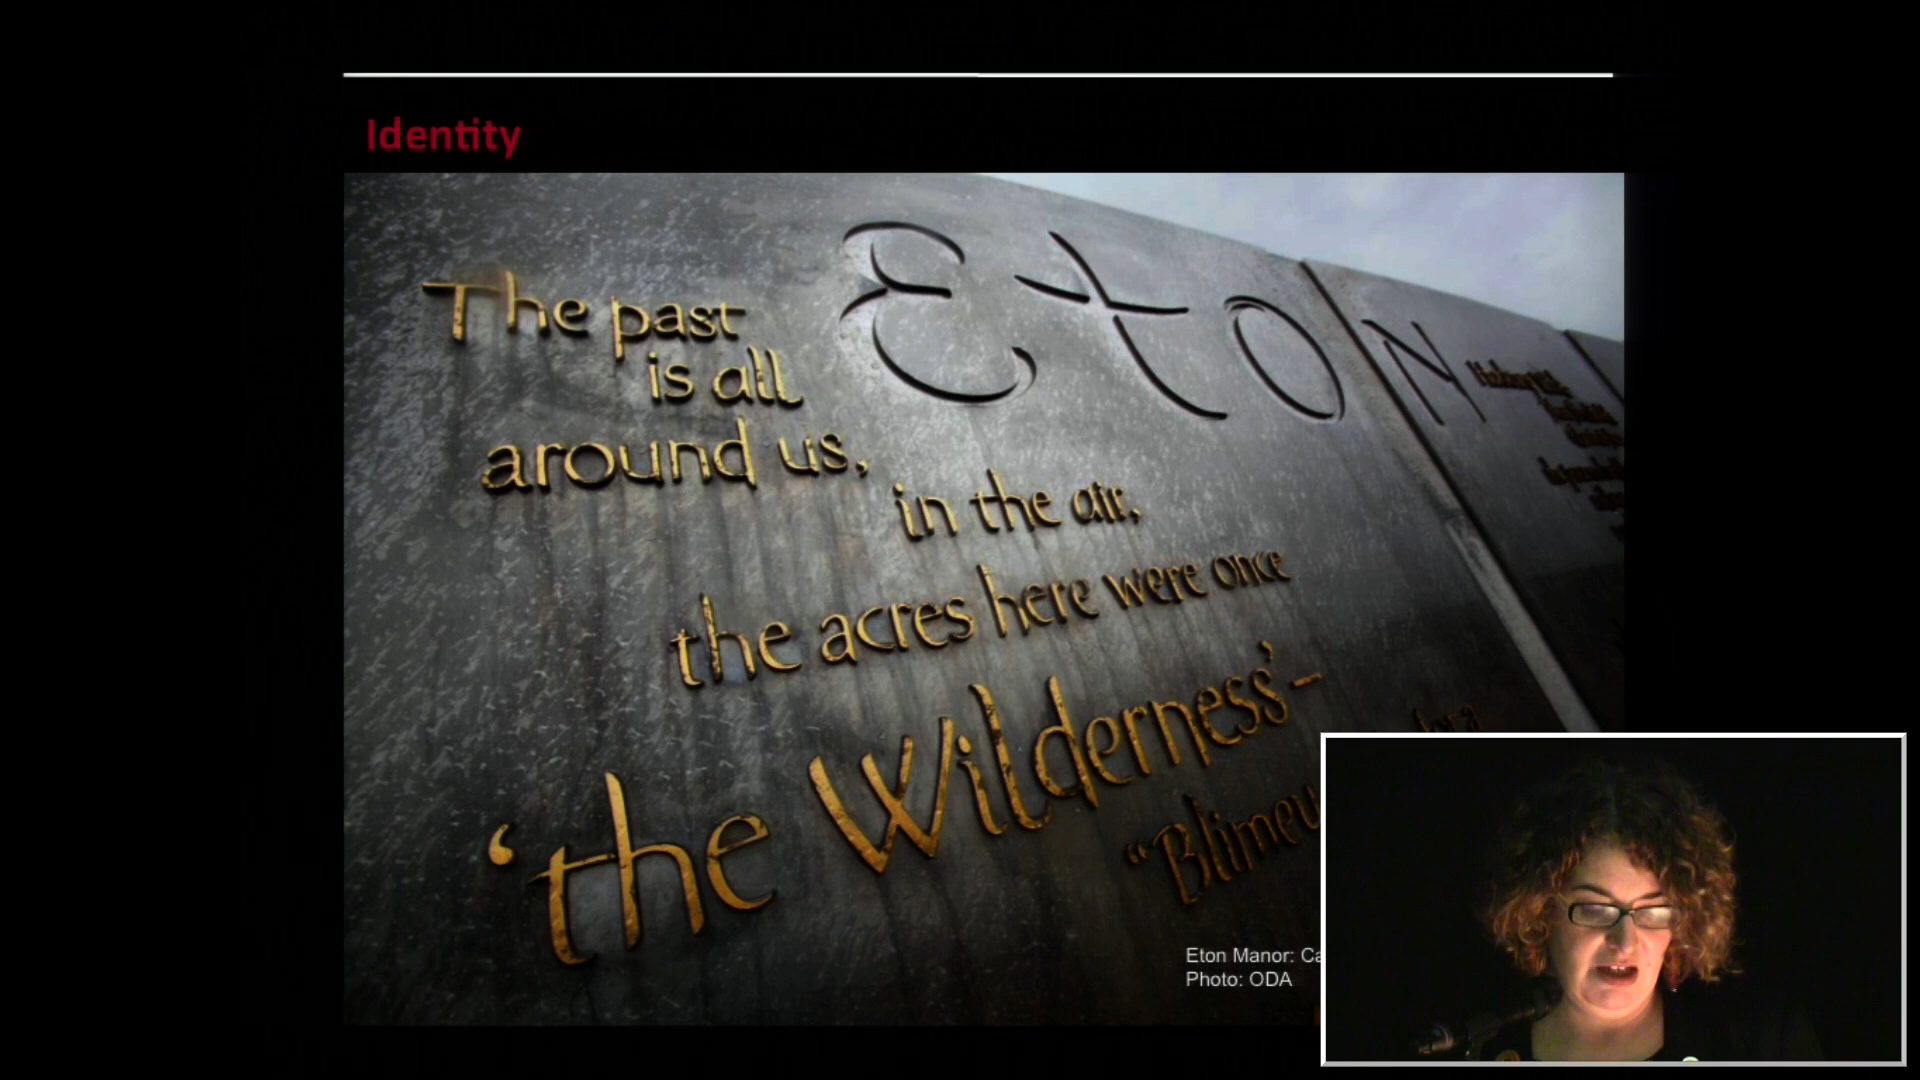 Identity
Eton
The past
is all
around us,
in the air,
the acres here were once
'the Wilderness' –
"Blimey
Eton Manor:
Photo: ODA